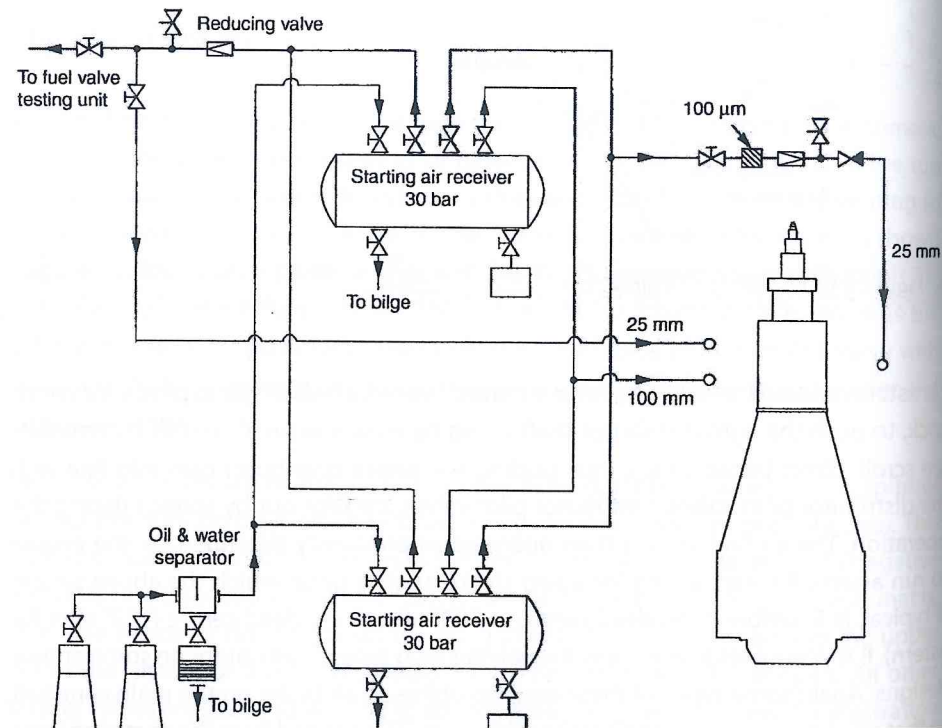 Reducing valve
To fuel valve
testing unit
100 µm
Starting air receiver
30 bar
25 mm
To bilge
25 mm
100 mm
Oil & water
separator
Starting air receiver
30 bar
To bilge